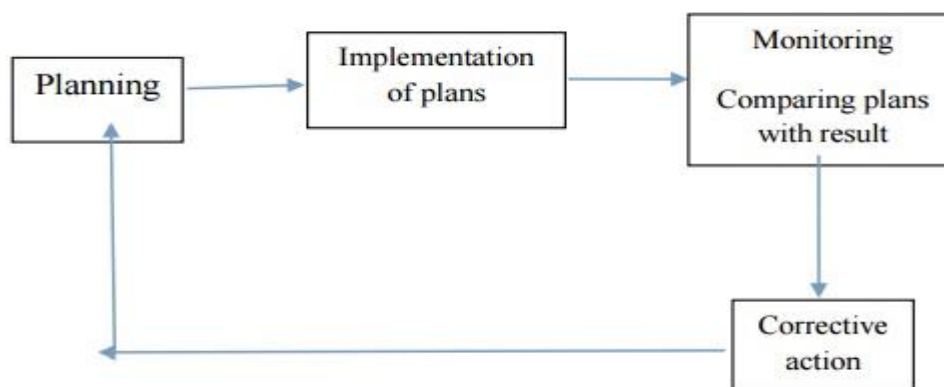 Planning
Implementation
of plans
Monitoring
Comparing plans
with result
Corrective
action